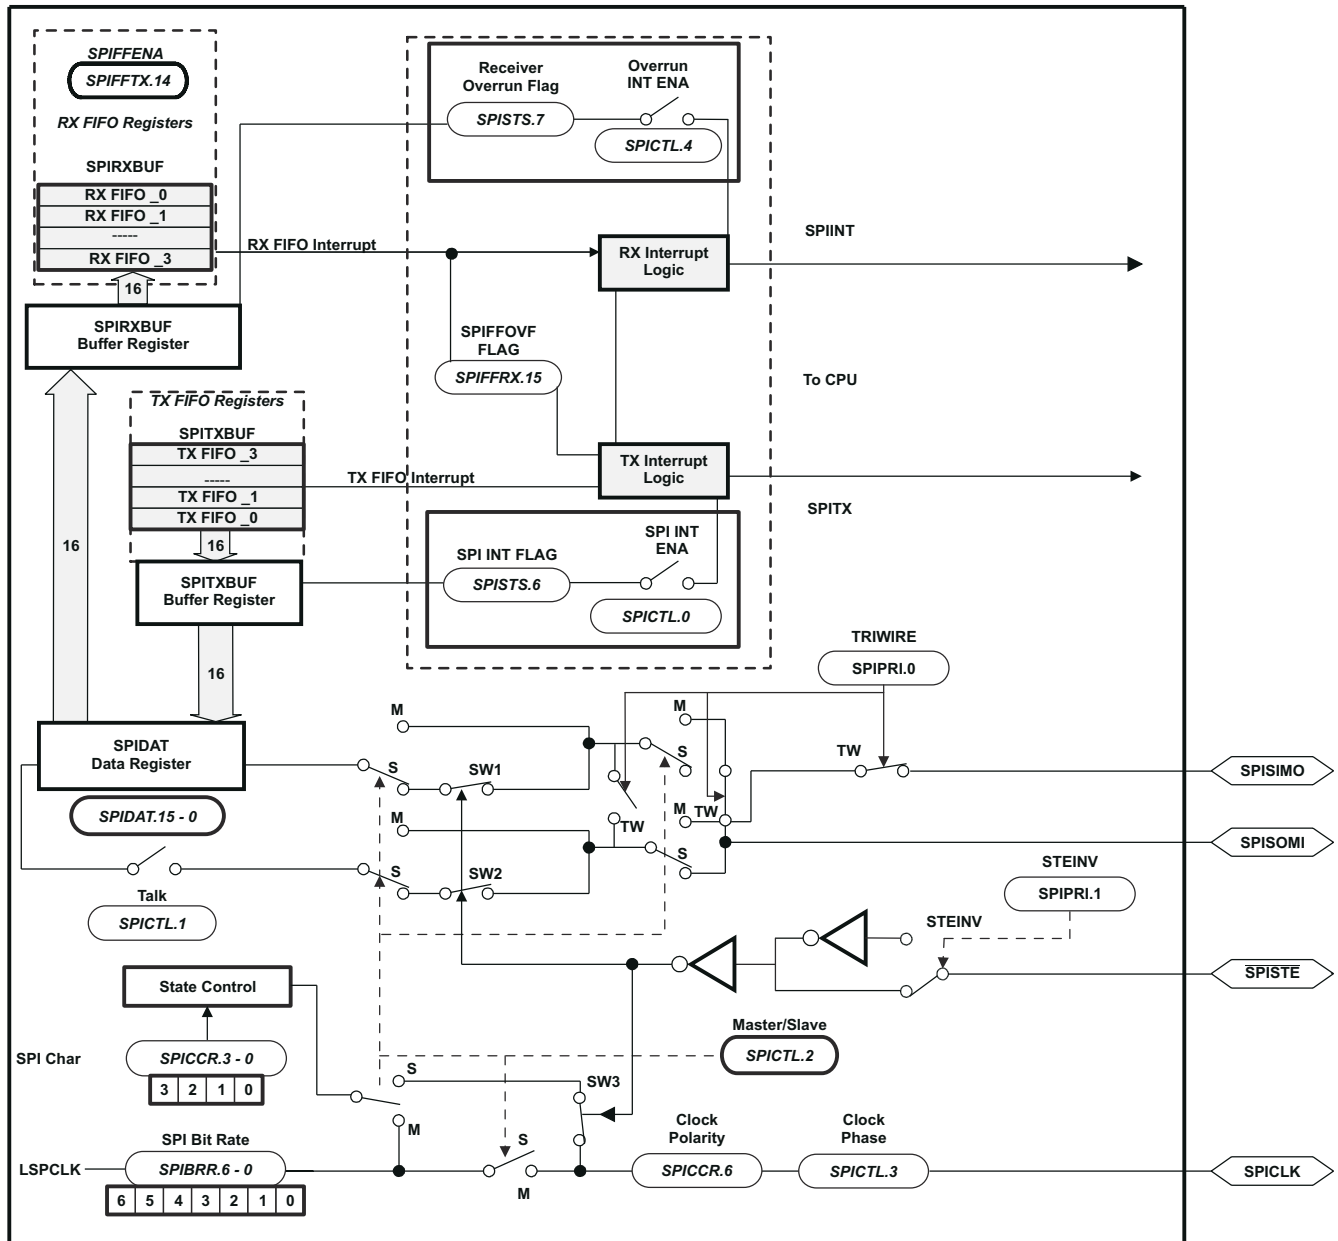 SPIFFENA
SPIFFTX.14
RX FIFO Registers
SPIRXBUF
RX FIFO _0
RX FIFO _1
-----
RX FIFO _3
16
SPIRXBUF
Buffer Register
Receiver
Overrun Flag
SPISTS.7
Overrun
INT ENA
SPICTL.4
RX FIFO Interrupt
RX Interrupt
Logic
SPIINT
SPIFFOVF
FLAG
SPIFFRX.15
To CPU
TX FIFO Registers
SPITXBUF
TX FIFO _3
-----
TX FIFO _1
TX FIFO _0
TX FIFO Interrupt
TX Interrupt
Logic
SPITX
16
16
SPITXBUF
Buffer Register
SPI INT FLAG
SPISTS.6
SPI INT
ENA
SPICTL.0
16
TRIWIRE
SPIPRI.0
SPIDAT
Data Register
SPIDAT.15 - 0
M
S
SW1
M
S
TW
SPISIMO
M
S
SW2
TW
M
TW
S
SPISOMI
Talk
SPICTL.1
STEINV
SPIPRI.1
STEINV
SPISTE
State Control
Master/Slave
SPICTL.2
SPI Char
SPICCR.3 - 0
3 2 1 0
S
M
SW3
S
M
Clock
Polarity
SPICCR.6
Clock
Phase
SPICTL.3
SPICLK
SPI Bit Rate
LSPCLK
SPIBRR.6 - 0
6 5 4 3 2 1 0